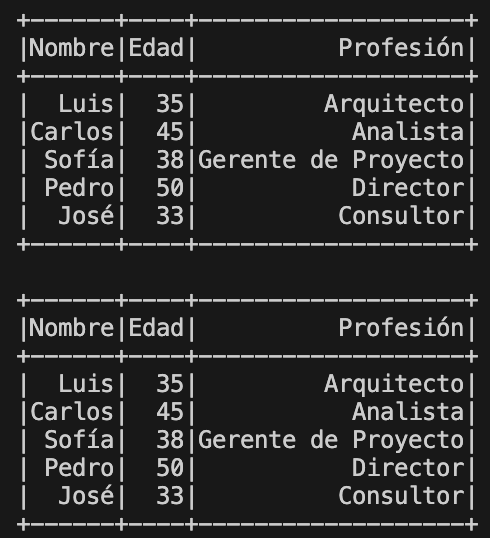 +------+----+-------------------+
|Nombre|Edad|          Profesión|
+------+----+-------------------+
|  Luis|  35|         Arquitecto|
|Carlos|  45|           Analista|
| Sofía|  38|Gerente de Proyecto|
| Pedro|  50|           Director|
|  José|  33|          Consultor|
+------+----+-------------------+

+------+----+-------------------+
|Nombre|Edad|          Profesión|
+------+----+-------------------+
|  Luis|  35|         Arquitecto|
|Carlos|  45|           Analista|
| Sofía|  38|Gerente de Proyecto|
| Pedro|  50|           Director|
|  José|  33|          Consultor|
+------+----+-------------------+